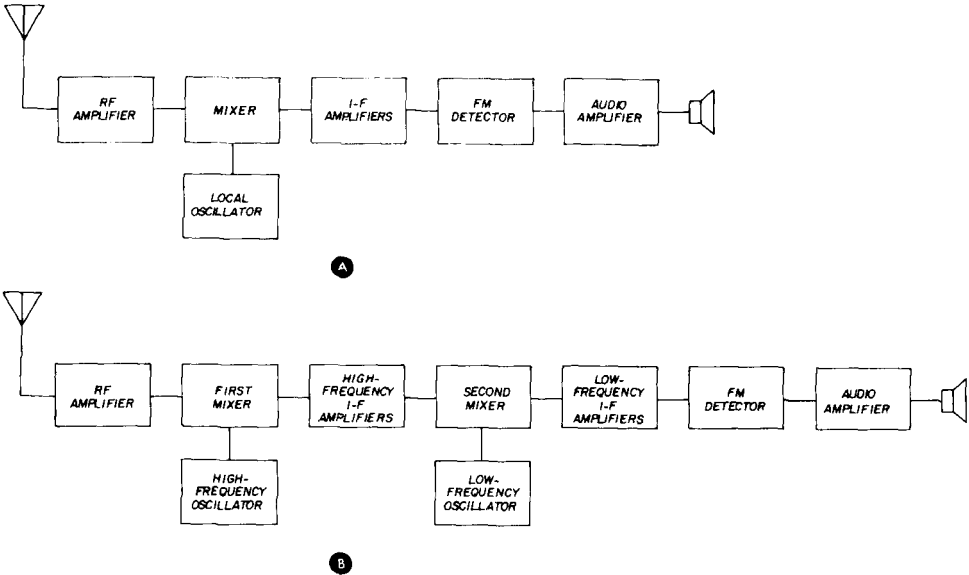 RF
AMPLIFIER
MIXER
I-F
AMPLIFIERS
FM
DETECTOR
AUDIO
AMPLIFIER
LOCAL
OSCILLATOR
A
RF
AMPLIFIER
FIRST
MIXER
HIGH-
FREQUENCY
I-F
AMPLIFIERS
SECOND
MIXER
LOW-
FREQUENCY
I-F
AMPLIFIERS
FM
DETECTOR
AUDIO
AMPLIFIER
HIGH-
FREQUENCY
OSCILLATOR
LOW-
FREQUENCY
OSCILLATOR
B